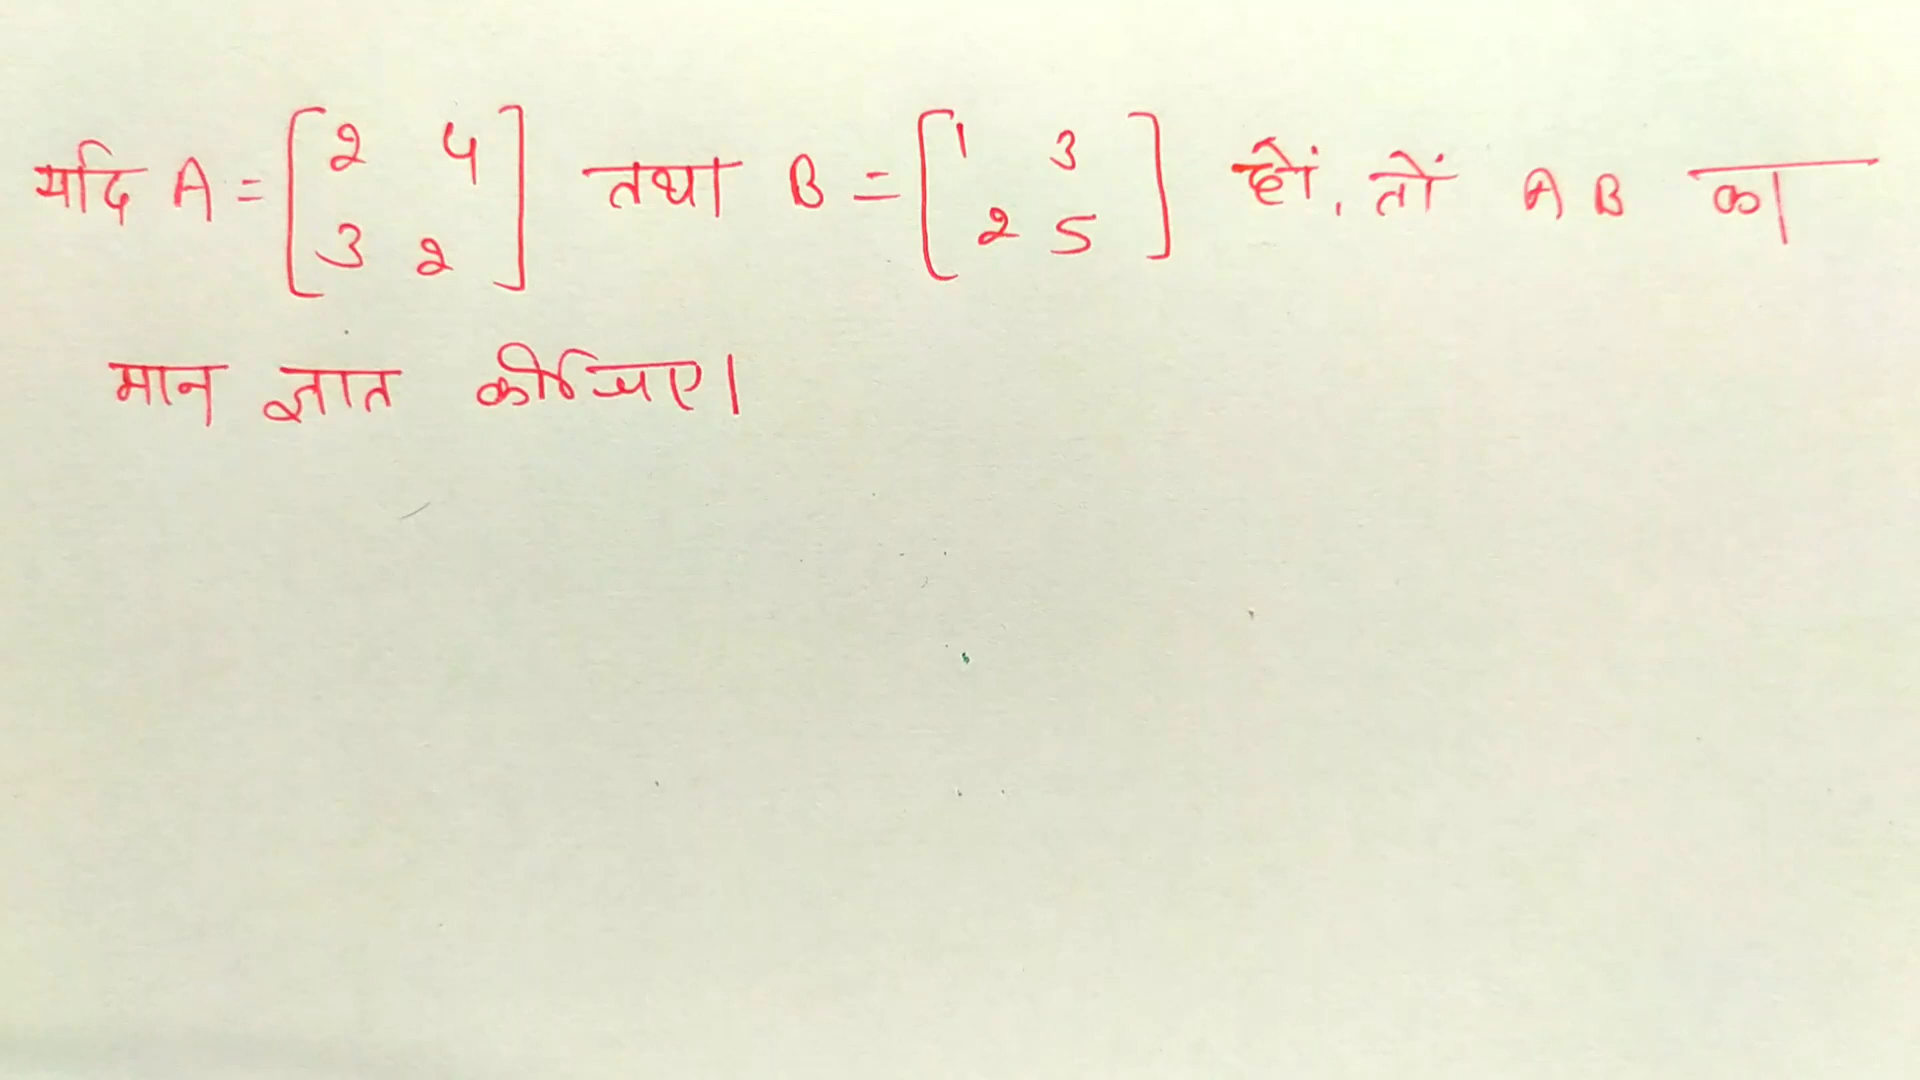 यदि A = [2 4 3 2] तथा B = [1 3 2 5] हों, तों AB का
मान ज्ञात कीजिए।